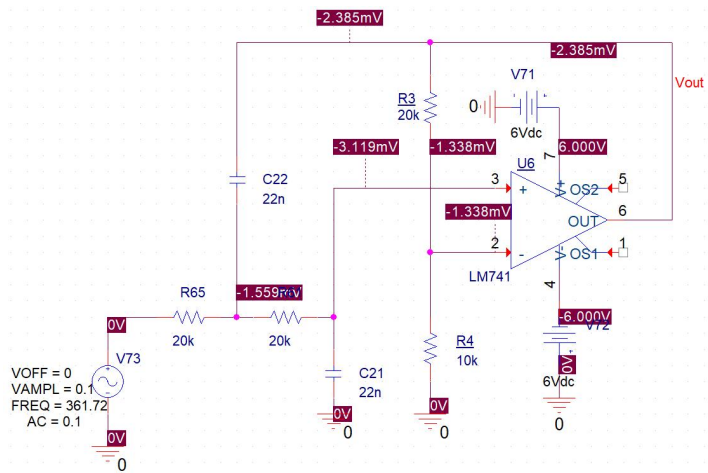 -2.385mV
-2.385mV
V71
Vout
R3
20k
0
6Vdc
-3.119mV
-1.338mV
6.000V
U6
7
C22
22n
3
+
V+
OS2
5
-1.338mV
OUT
6
2
-
V-
OS1
1
LM741
4
R65
-1.559mV
-6.000V
V72
0V
20k
20k
R4
10k
V73
C21
22n
0V
VOFF = 0
VAMPL = 0.1
FREQ = 361.72
AC = 0.1
6Vdc
0V
0V
0
0
0V
0
0